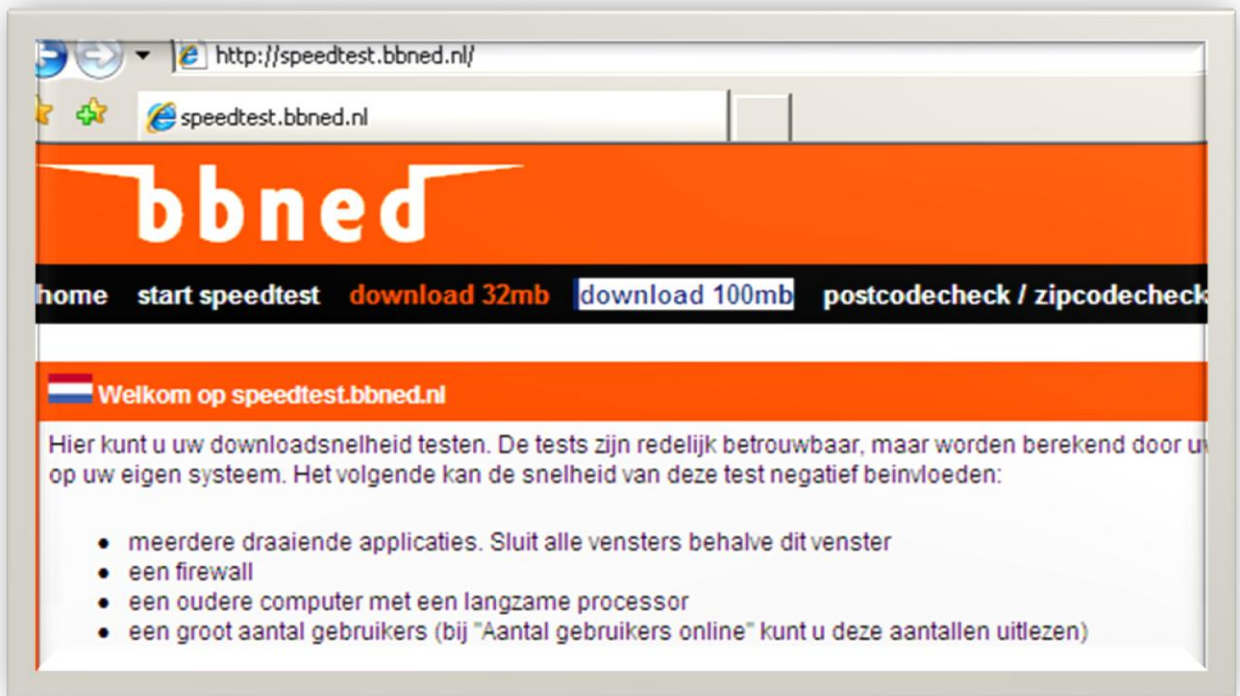 http://speedtest.bbned.nl/
speedtest.bbned.nl
bbned
home start speedtest download 32mb download 100mb postcodecheck / zipcodecheck
Welkom op speedtest.bbned.nl
Hier kunt u uw downloadsnelheid testen. De tests zijn redelijk betrouwbaar, maar worden berekend door
op uw eigen systeem. Het volgende kan de snelheid van deze test negatief beinvloeden:
• meerdere draaiende applicaties. Sluit alle vensters behalve dit venster
• een firewall
• een oudere computer met een langzame processor
• een groot aantal gebruikers (bij "Aantal gebruikers online" kunt u deze aantallen uitlezen)